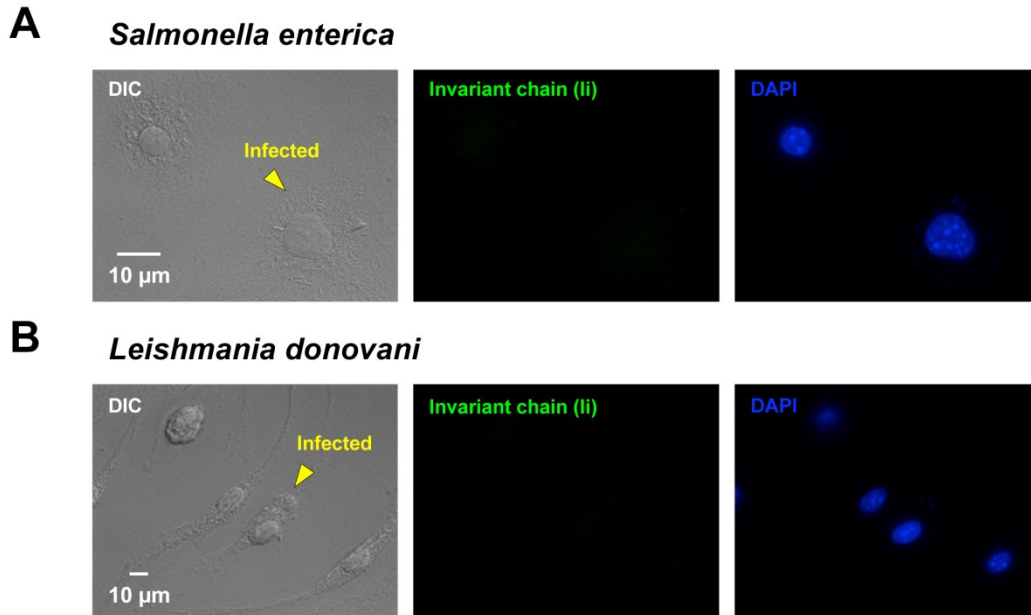 A
Salmonella enterica
DIC
Infected
10 µm
Invariant chain (Ii)
DAPI
B
Leishmania donovani
DIC
Infected
10 µm
Invariant chain (Ii)
DAPI